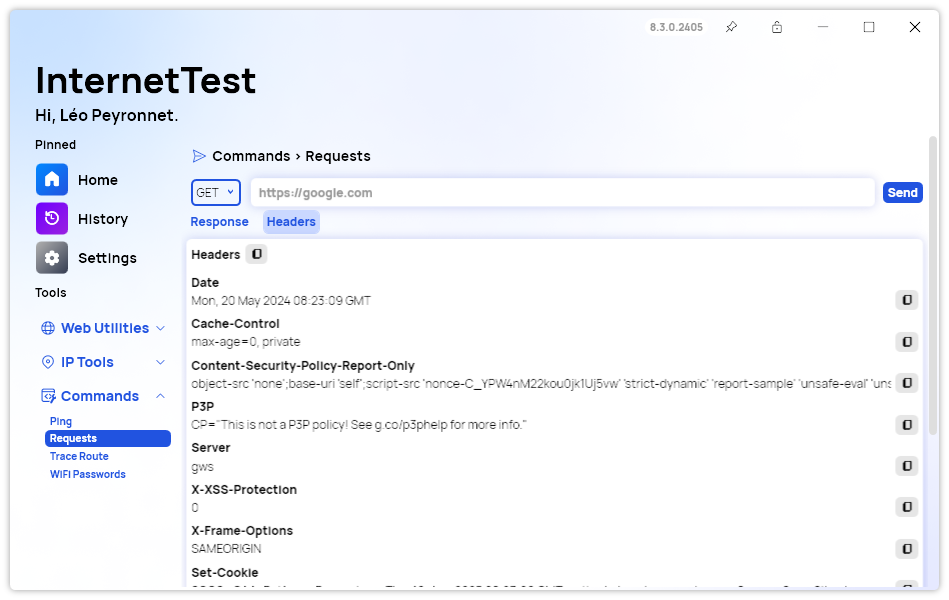 8.3.0.2405
InternetTest
Hi, Léo Peyronnet.
Pinned
Home
History
Settings
Tools
Web Utilities
IP Tools
Commands
Ping
Requests
Trace Route
WiFi Passwords
Commands > Requests
GET
https://google.com
Send
Response
Headers
Headers
Date
Mon, 20 May 2024 08:23:09 GMT
Cache-Control
max-age=0, private
Content-Security-Policy-Report-Only
object-src 'none';base-uri 'self';script-src 'nonce-C_YPW4nM22kou0jk1Uj5vw' 'strict-dynamic' 'report-sample' 'unsafe-eval' 'uns
P3P
CP="This is not a P3P policy! See g.co/p3phelp for more info."
Server
gws
X-XSS-Protection
0
X-Frame-Options
SAMEORIGIN
Set-Cookie